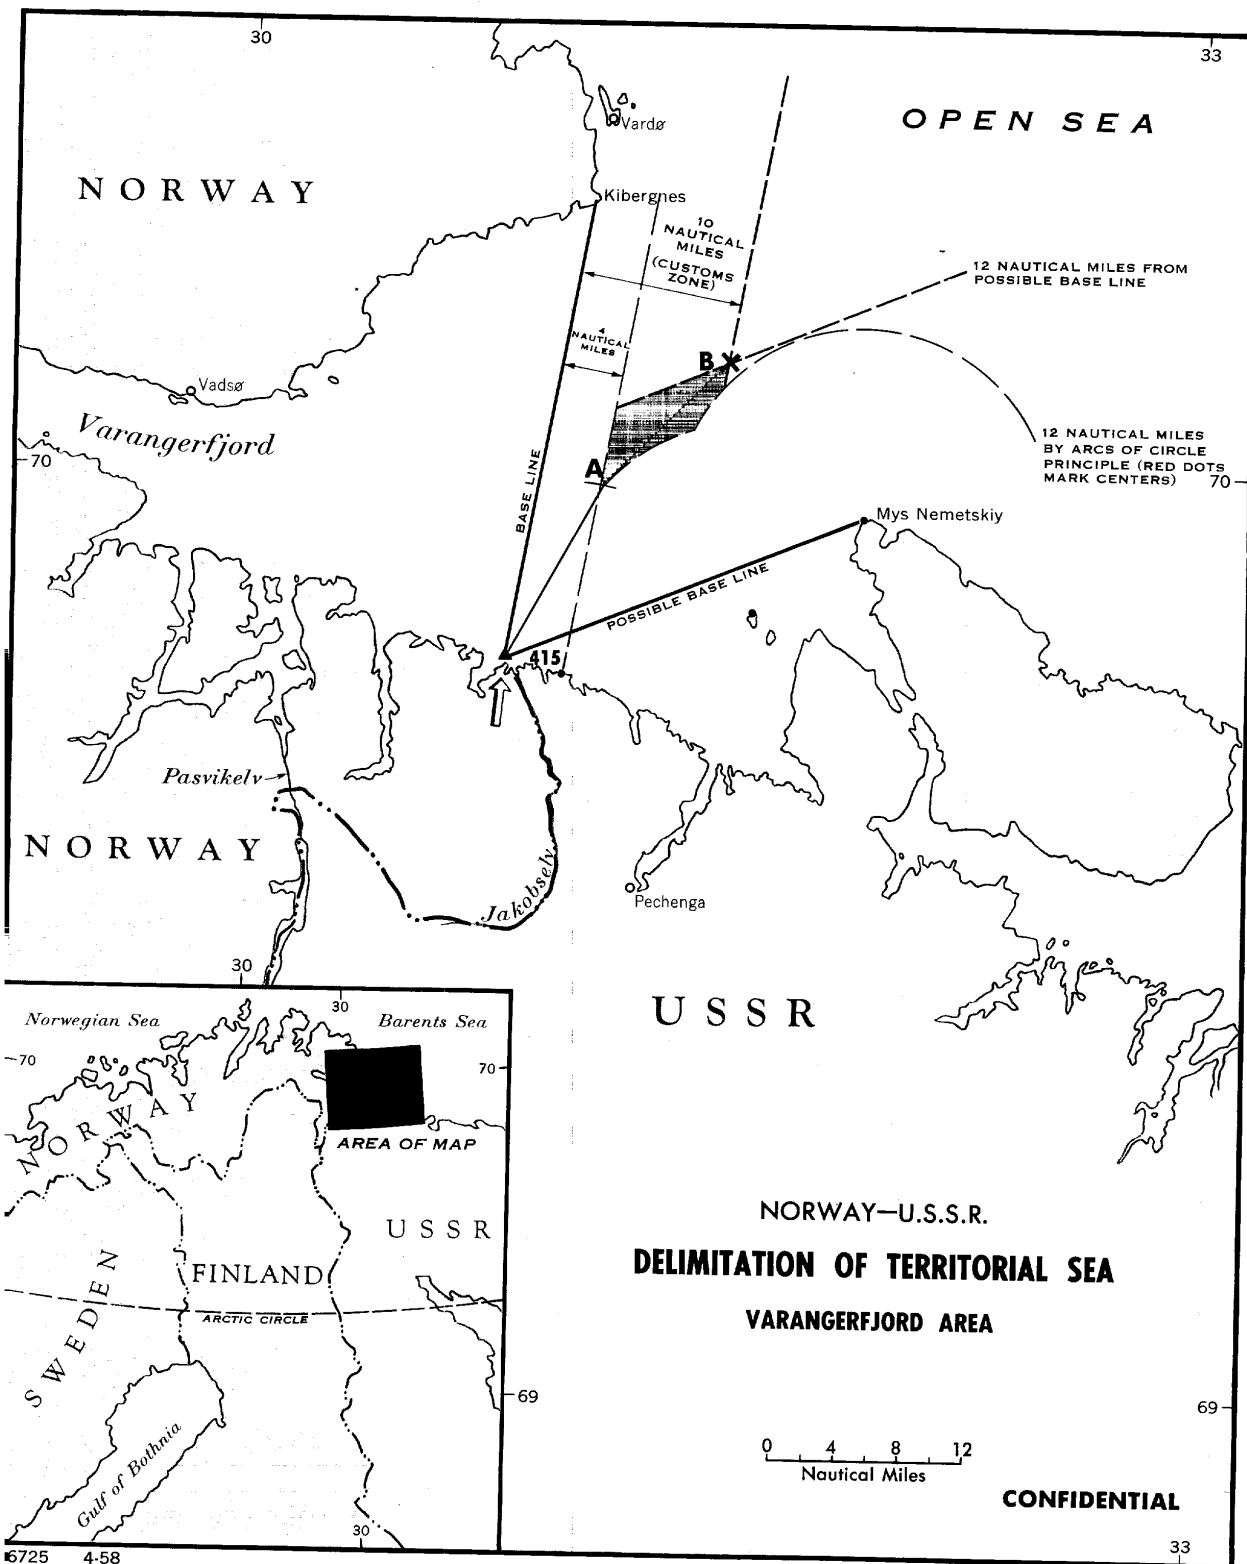 30
33
OPEN SEA
Vardø
NORWAY
Kibergnes
10
NAUTICAL
MILES
(CUSTOMS
ZONE)
12 NAUTICAL MILES FROM
POSSIBLE BASE LINE
4
NAUTICAL
MILES
B
Vadsø
Varangerfjord
12 NAUTICAL MILES
BY ARCS OF CIRCLE
PRINCIPLE (RED DOTS
MARK CENTERS)
70
70
A
BASE LINE
Mys Nemetskiy
POSSIBLE BASE LINE
415
Pasvikelv
NORWAY
Jakobselv
Pechenga
30
USSR
30
Norwegian Sea
Barents Sea
70
70
NORWAY
AREA OF MAP
USSR
FINLAND
ARCTIC CIRCLE
SWEDEN
Gulf of Bothnia
30
69
69
NORWAY—U.S.S.R.
DELIMITATION OF TERRITORIAL SEA
VARANGERFJORD AREA
0 4 8 12
Nautical Miles
CONFIDENTIAL
33
6725 4-58